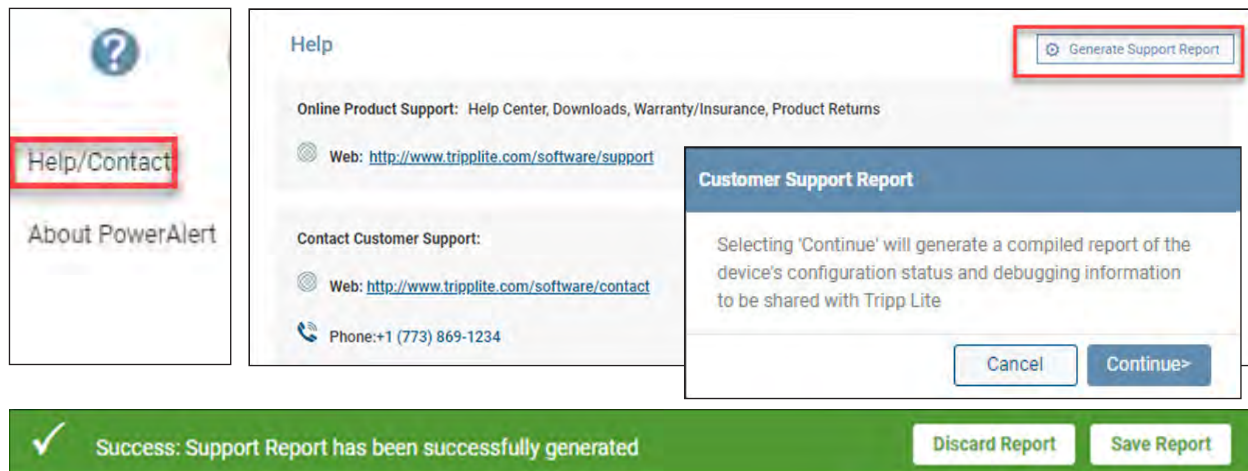 ?
Help/Contact
About PowerAlert
Help
Generate Support Report
Online Product Support: Help Center, Downloads, Warranty/Insurance, Product Returns
Web: http://www.tripplite.com/software/support
Contact Customer Support:
Web: http://www.tripplite.com/software/contact
Phone:+1 (773) 869-1234
Customer Support Report
Selecting 'Continue' will generate a compiled report of the
device's configuration status and debugging information
to be shared with Tripp Lite
Cancel
Continue>
Success: Support Report has been successfully generated
Discard Report
Save Report